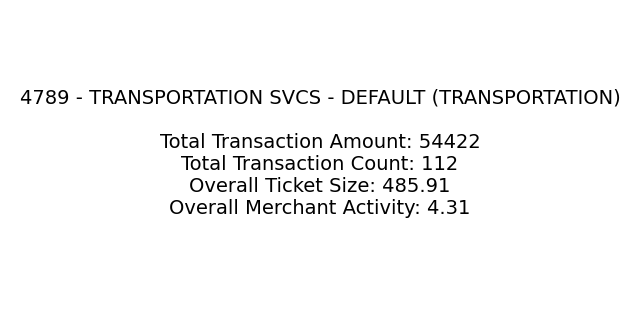 4789 - TRANSPORTATION SVCS - DEFAULT (TRANSPORTATION)
Total Transaction Amount: 54422
Total Transaction Count: 112
Overall Ticket Size: 485.91
Overall Merchant Activity: 4.31